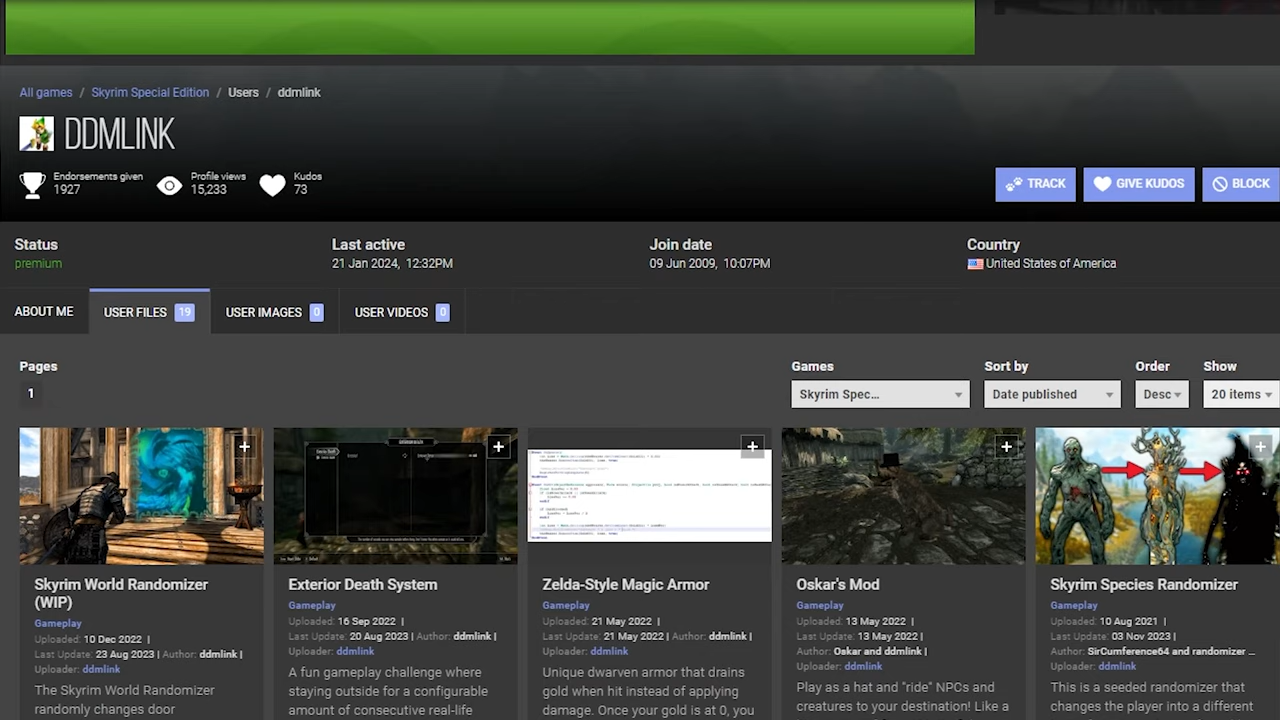 All games / Skyrim Special Edition / Users / ddmlink
DDMLINK
Endorsements given
1927
Profile views
15,233
Kudos
73
TRACK
GIVE KUDOS
BLOCK
Status
premium
Last active
21 Jan 2024, 12:32PM
Join date
09 Jun 2009, 10:07PM
Country
United States of America
ABOUT ME
USER FILES 19
USER IMAGES 0
USER VIDEOS 0
Pages
1
Games
Skyrim Spec...
Sort by
Date published
Order
Desc
Show
20 items
Skyrim World Randomizer
(WIP)
Gameplay
Uploaded: 10 Dec 2022 |
Last Update: 23 Aug 2023 | Author: ddmlink |
Uploader: ddmlink
The Skyrim World Randomizer
randomly changes door
Exterior Death System
Gameplay
Uploaded: 16 Sep 2022 |
Last Update: 20 Aug 2023 | Author: ddmlink |
Uploader: ddmlink
A fun gameplay challenge where
staying outside for a configurable
amount of consecutive real-life
Zelda-Style Magic Armor
Gameplay
Uploaded: 21 May 2022 |
Last Update: 21 May 2022 | Author: ddmlink |
Uploader: ddmlink
Unique dwarven armor that drains
gold when hit instead of applying
damage. Once your gold is at 0, you
Oskar's Mod
Gameplay
Uploaded: 13 May 2022 |
Last Update: 13 May 2022 |
Author: Oskar and ddmlink |
Uploader: ddmlink
Play as a hat and "ride" NPCs and
creatures to your destination! Like a
Skyrim Species Randomizer
Gameplay
Uploaded: 10 Aug 2021 |
Last Update: 03 Nov 2023 |
Author: SirCumference64 and randomizer ...
Uploader: ddmlink
This is a seeded randomizer that
changes the player into a different